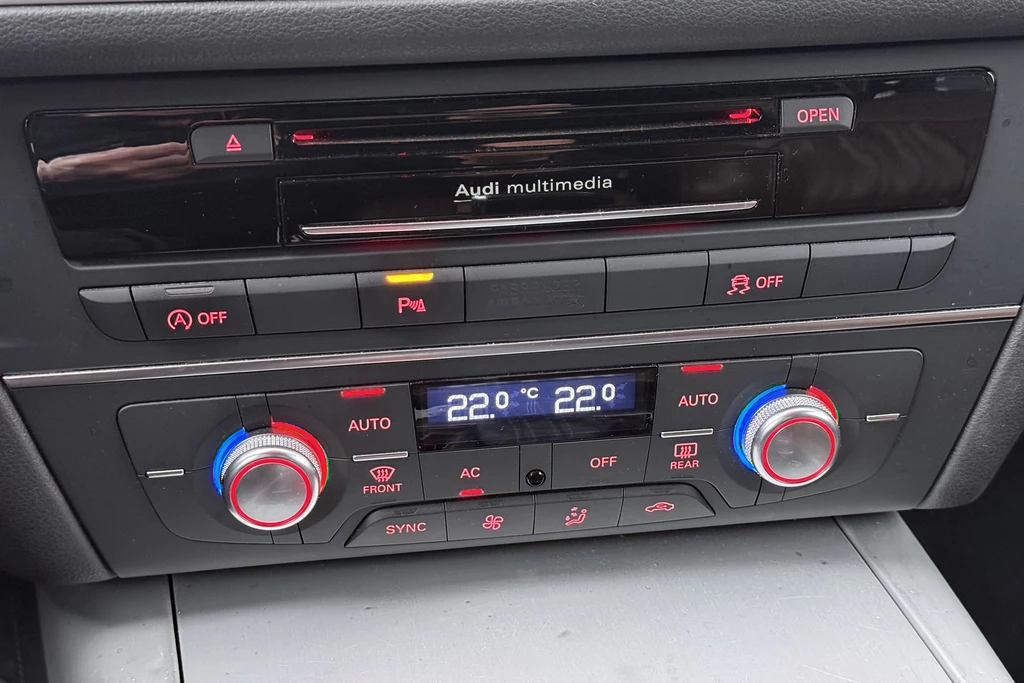 OPEN
Audi multimedia
A OFF
P
OFF
22.0 °C 22.0
AUTO
AUTO
FRONT
AC
OFF
REAR
SYNC